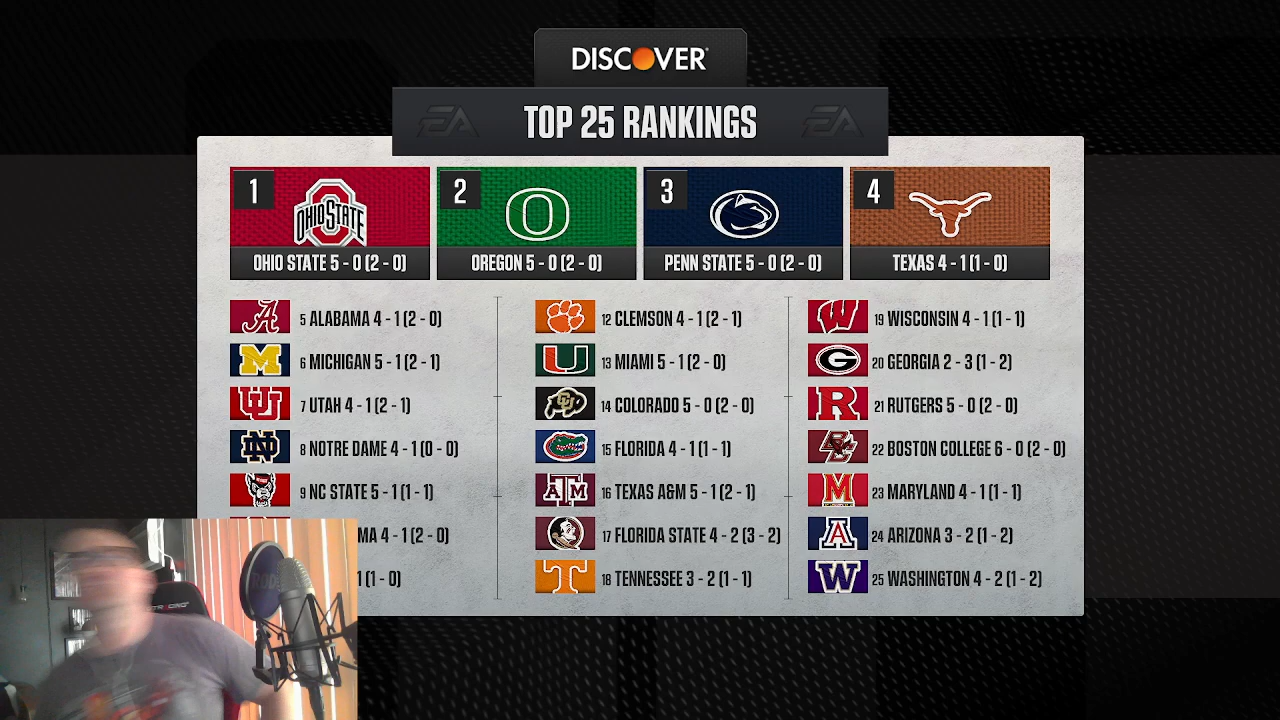 DISCOVER
EA
TOP 25 RANKINGS
EA
1
OHIO STATE
OHIO STATE 5 - 0 (2 - 0)
2
O
OREGON 5 - 0 (2 - 0)
3
PENN STATE 5 - 0 (2 - 0)
4
TEXAS 4 - 1 (1 - 0)
A
5 ALABAMA 4 - 1 (2 - 0)
M
6 MICHIGAN 5 - 1 (2 - 1)
UU
7 UTAH 4 - 1 (2 - 1)
ND
8 NOTRE DAME 4 - 1 (0 - 0)
9 NC STATE 5 - 1 (1 - 1)
MA 4 - 1 (2 - 0)
1 (1 - 0)
12 CLEMSON 4 - 1 (2 - 1)
U
13 MIAMI 5 - 1 (2 - 0)
CU
14 COLORADO 5 - 0 (2 - 0)
15 FLORIDA 4 - 1 (1 - 1)
ATM
16 TEXAS A&M 5 - 1 (2 - 1)
17 FLORIDA STATE 4 - 2 (3 - 2)
T
18 TENNESSEE 3 - 2 (1 - 1)
W
19 WISCONSIN 4 - 1 (1 - 1)
G
20 GEORGIA 2 - 3 (1 - 2)
R
21 RUTGERS 5 - 0 (2 - 0)
BC
22 BOSTON COLLEGE 6 - 0 (2 - 0)
M
23 MARYLAND 4 - 1 (1 - 1)
A
24 ARIZONA 3 - 2 (1 - 2)
W
25 WASHINGTON 4 - 2 (1 - 2)